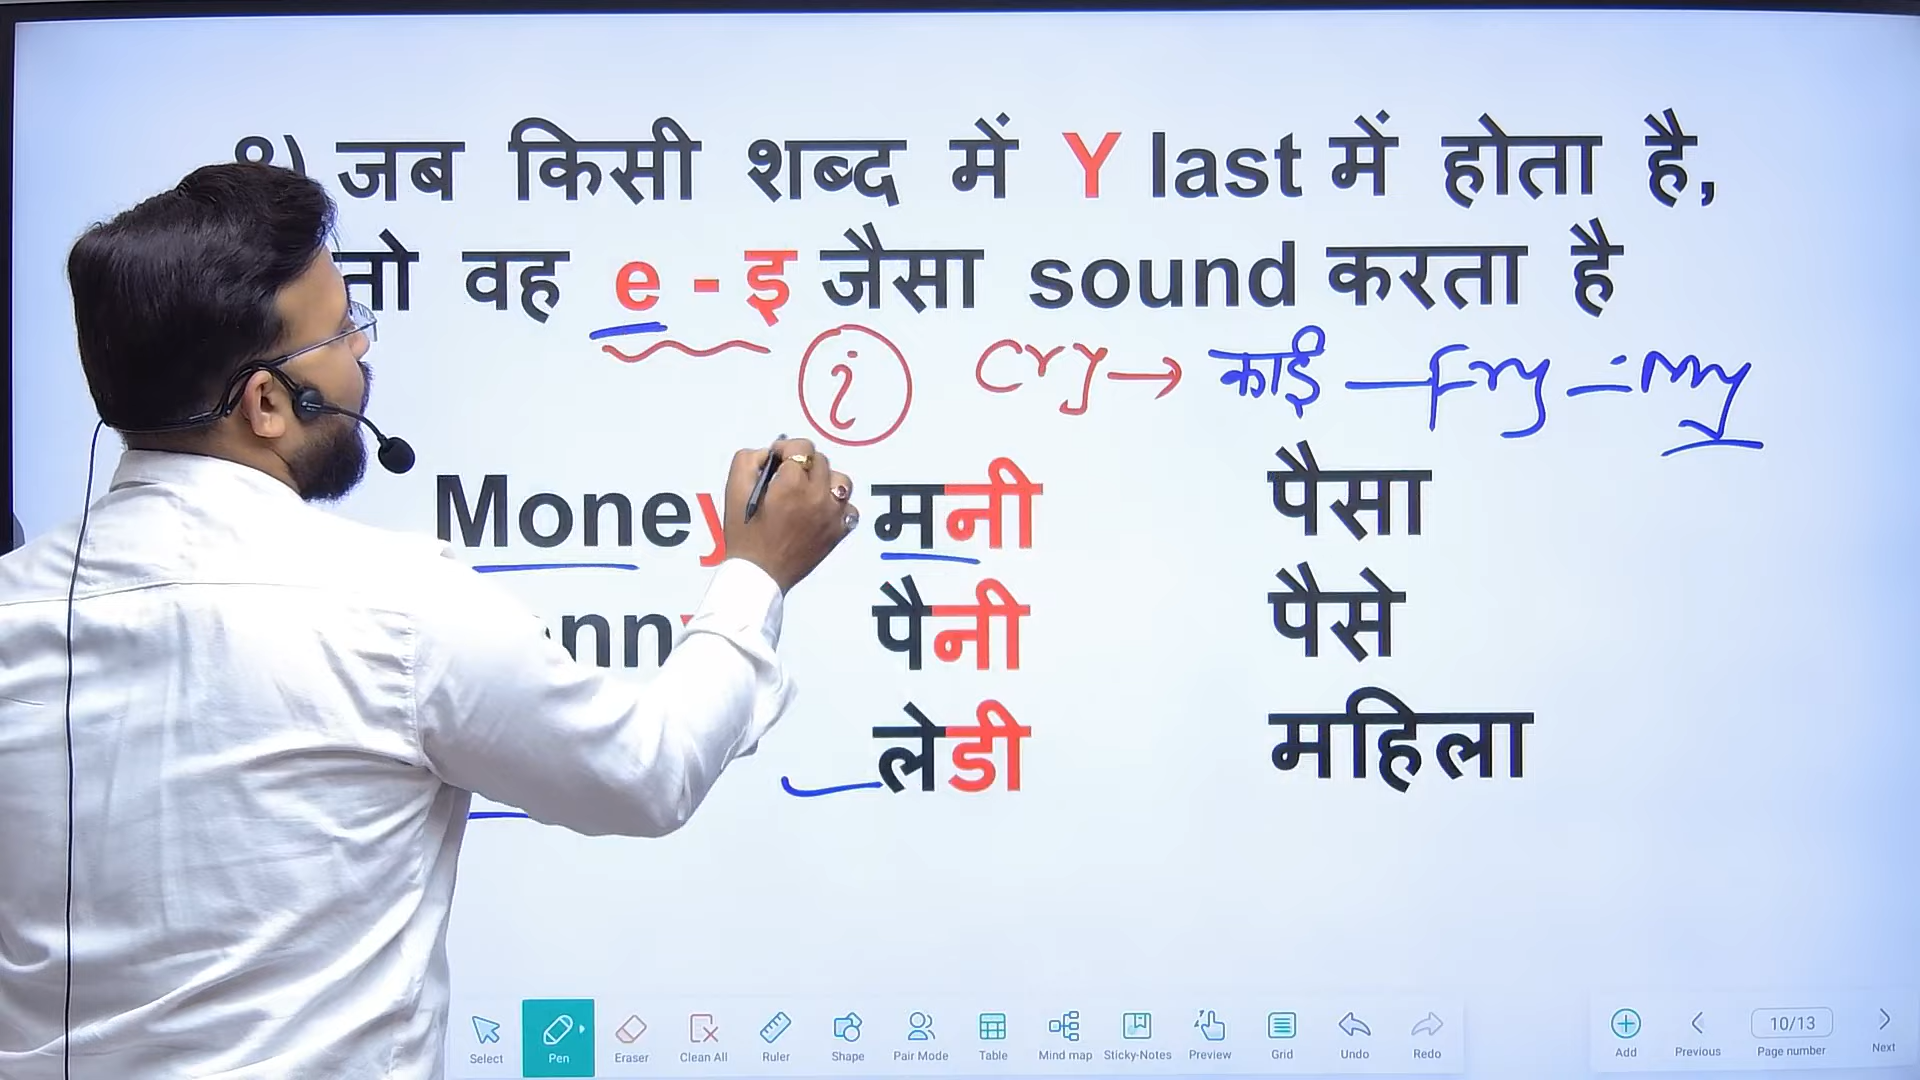 8) जब किसी शब्द में Y last में होता है,
तो वह e - इ जैसा sound करता है
i Cry → काई — Fry = My
Money मनी पैसा
पैनी पैसे
लेडी महिला
Select Pen Eraser Clean All Ruler Shape Pair Mode Table Mind map Sticky-Notes Preview Grid Undo Redo Add Previous 10/13 Page number Next